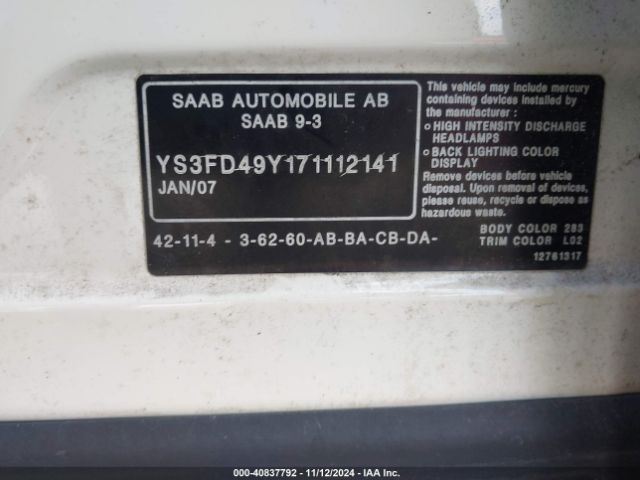 SAAB AUTOMOBILE AB
SAAB 9-3
YS3FD49Y171112141
JAN/07
42-11-4 - 3-62-60-AB-BA-CB-DA-
This vehicle may include mercury
containing devices installed by
the manufacturer :
o HIGH INTENSITY DISCHARGE
HEADLAMPS
o BACK LIGHTING COLOR
DISPLAY
Remove devices before vehicle
disposal. Upon removal of devices,
please reuse, recycle or dispose as
hazardous waste.
BODY COLOR 283
TRIM COLOR L02
12761317
000-40837792 - 11/12/2024 - IAA Inc.